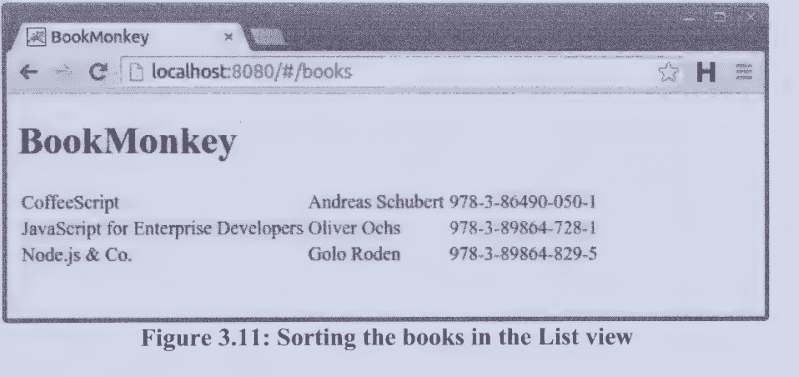 BookMonkey ×
localhost:8080/#/books
BookMonkey
CoffeeScript Andreas Schubert 978-3-86490-050-1
JavaScript for Enterprise Developers Oliver Ochs 978-3-89864-728-1
Node.js & Co. Golo Roden 978-3-89864-829-5
Figure 3.11: Sorting the books in the List view